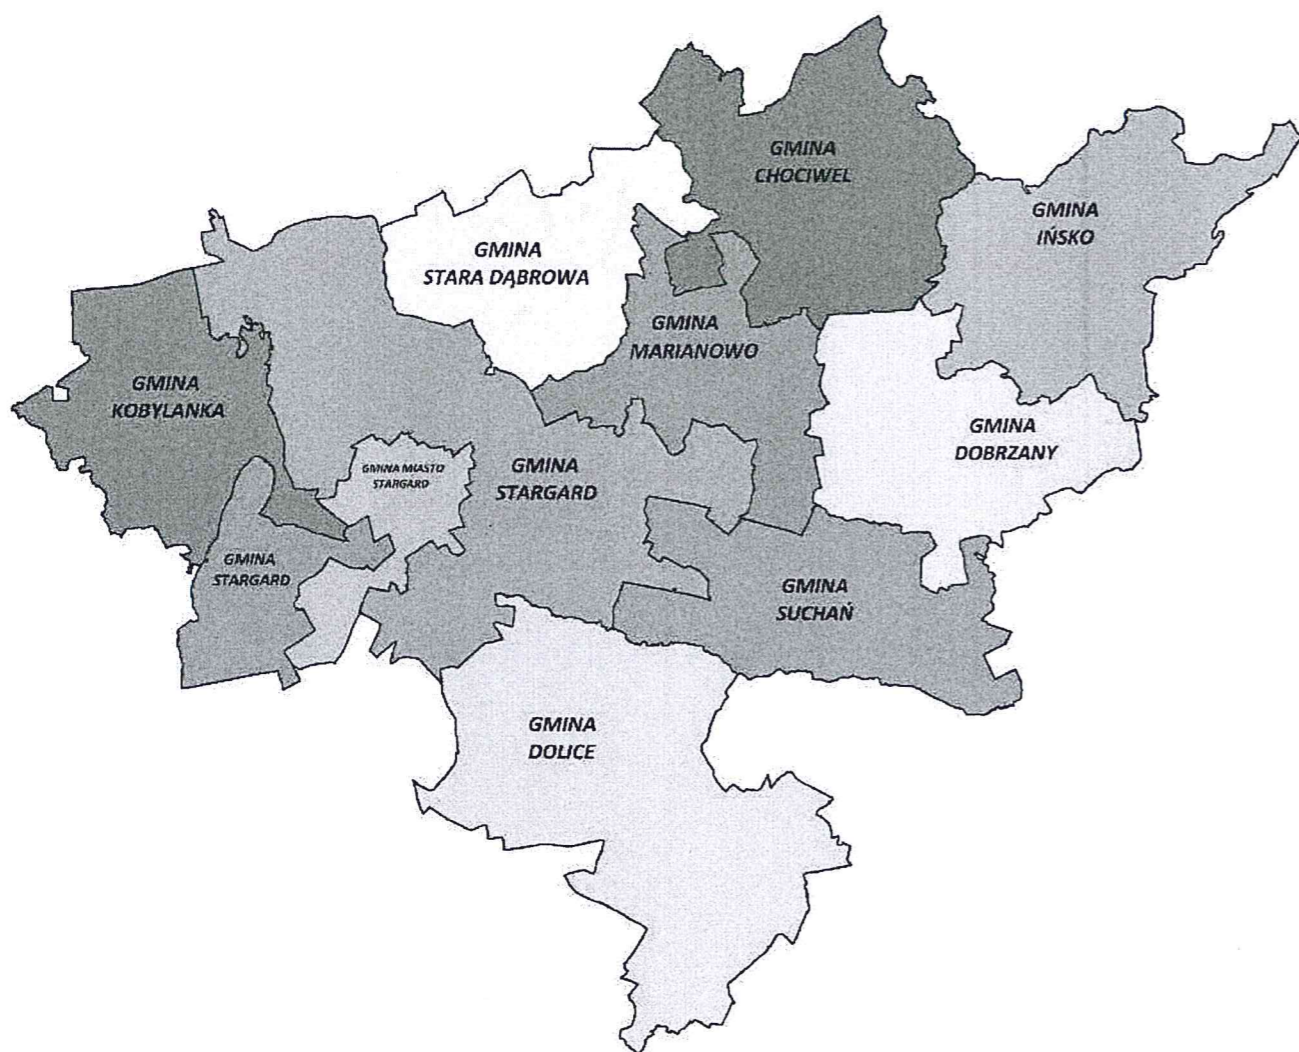 GMINA
CHOCIWEL
GMINA
IŃSKO
GMINA
STARA DĄBROWA
GMINA
MARIANOWO
GMINA
KOBYLANKA
GMINA
DOBRZANY
GMINA MIASTO
STARGARD
GMINA
STARGARD
GMINA
STARGARD
GMINA
SUCHAŃ
GMINA
DOLICE